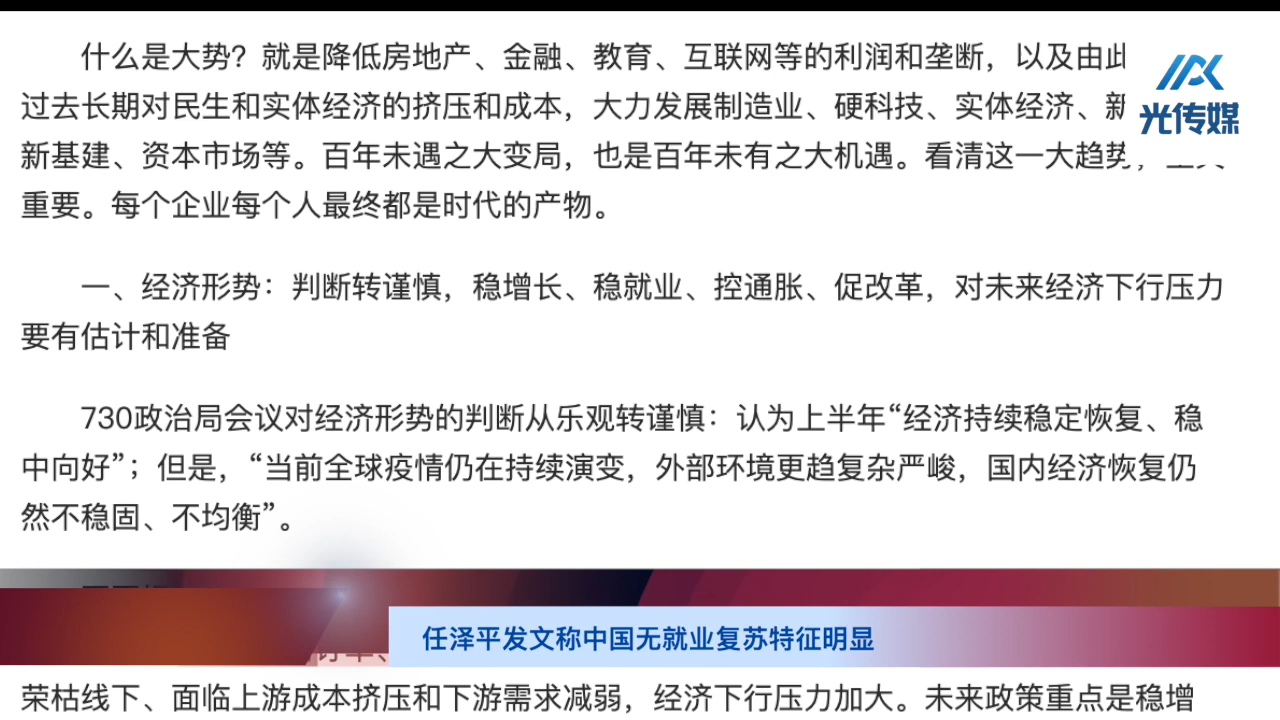 什么是大势？就是降低房地产、金融、教育、互联网等的利润和垄断，以及由此
过去长期对民生和实体经济的挤压和成本，大力发展制造业、硬科技、实体经济、新
新基建、资本市场等。百年未遇之大变局，也是百年未有之大机遇。看清这一大趋势，
重要。每个企业每个人最终都是时代的产物。
光传媒
一、经济形势：判断转谨慎，稳增长、稳就业、控通胀、促改革，对未来经济下行压力
要有估计和准备
730政治局会议对经济形势的判断从乐观转谨慎：认为上半年“经济持续稳定恢复、稳
中向好”；但是，“当前全球疫情仍在持续演变，外部环境更趋复杂严峻，国内经济恢复仍
然不稳固、不均衡”。
任泽平发文称中国无就业复苏特征明显
荣枯线下、面临上游成本挤压和下游需求减弱，经济下行压力加大。未来政策重点是稳增